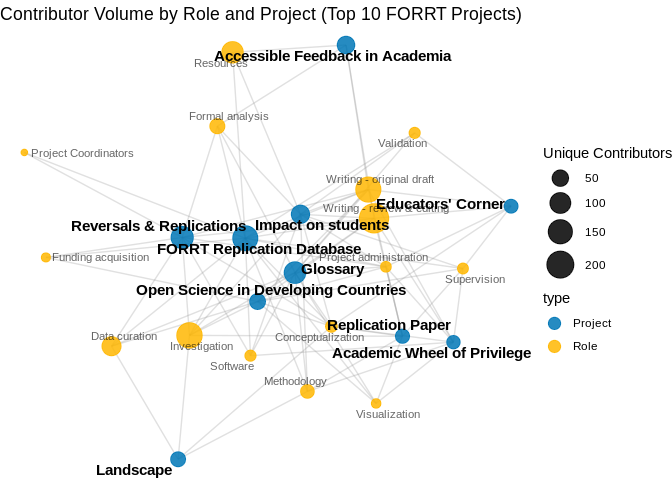 Contributor Volume by Role and Project (Top 10 FORRT Projects)
Accessible Feedback in Academia
Resources
Formal analysis
Validation
Project Coordinators
Writing - original draft
Educators' Corner
Writing - review & editing
Reversals & Replications
Impact on students
FORRT Replication Database
Funding acquisition
Project administration
Glossary
Supervision
Open Science in Developing Countries
Replication Paper
Data curation
Conceptualization
Investigation
Academic Wheel of Privilege
Software
Methodology
Visualization
Landscape
Unique Contributors
50
100
150
200
type
Project
Role